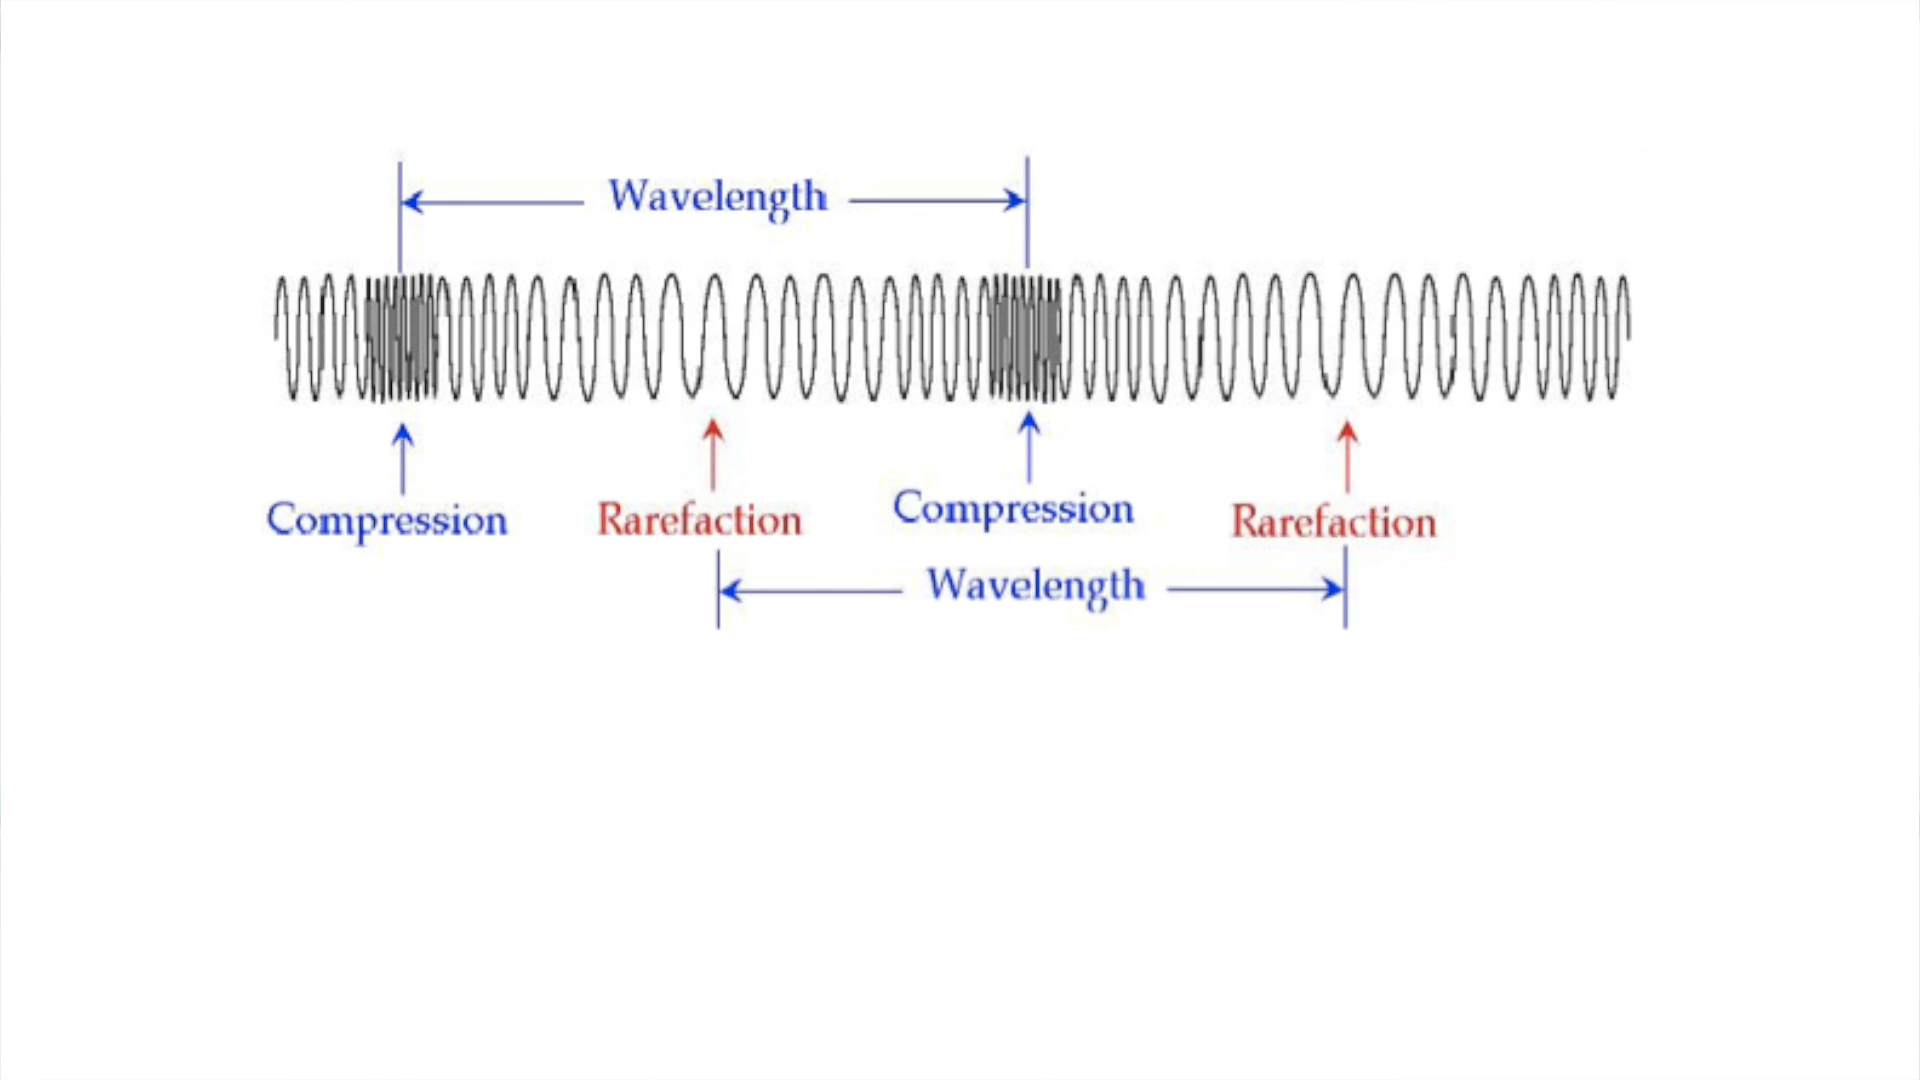 Wavelength
Compression
Rarefaction
Compression
Rarefaction
Wavelength